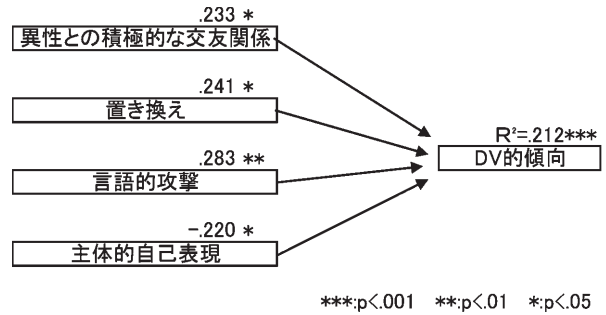 .233 *
異性との積極的な交友関係
.241 *
置き換え
.283 **
言語的攻撃
-.220 *
主体的自己表現
R²=.212***
DV的傾向
***:p<.001 **:p<.01 *:p<.05